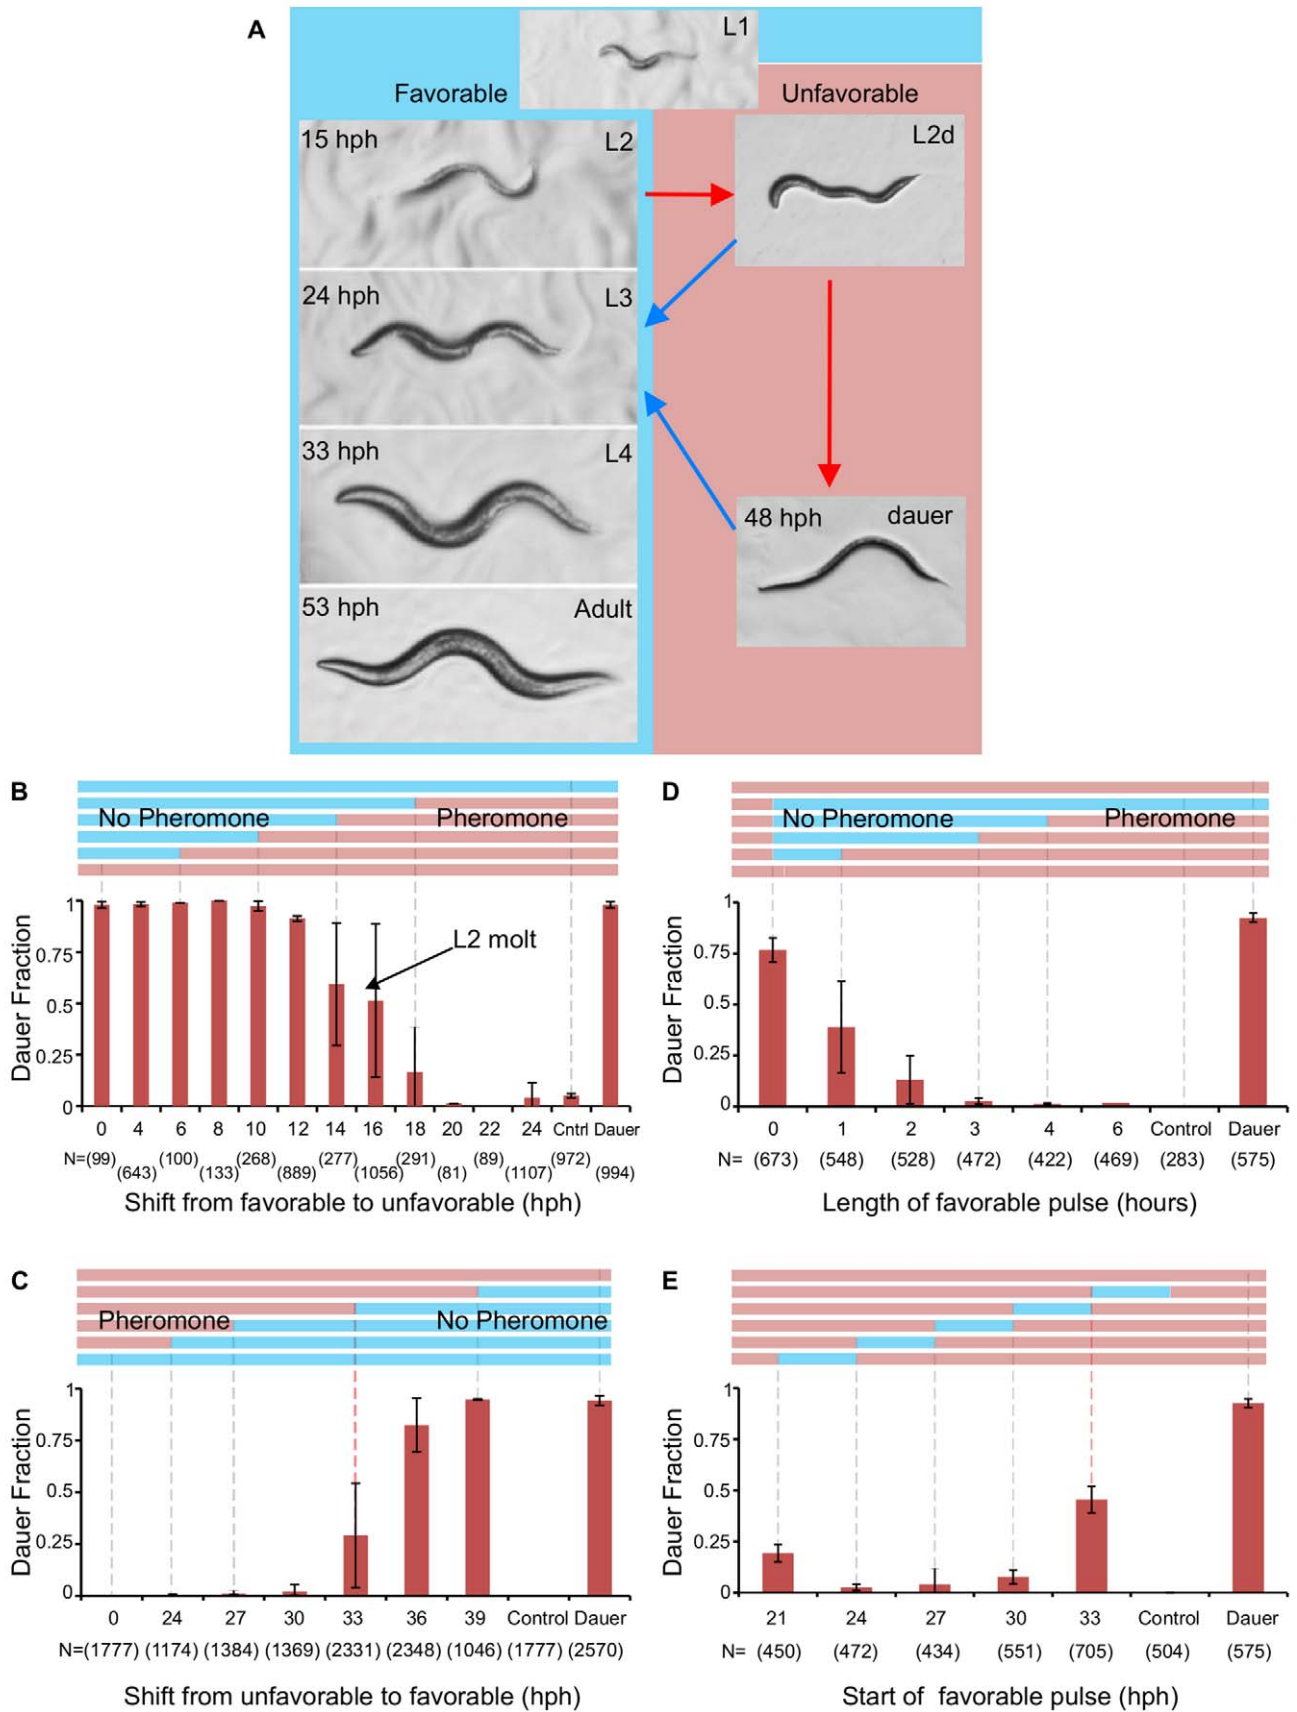 A
L1
Favorable
Unfavorable
15 hph
L2
L2d
24 hph
L3
33 hph
L4
48 hph
dauer
53 hph
Adult
B
No Pheromone
Pheromone
1
0.75
0.5
0.25
0
Dauer Fraction
L2 molt
0 4 6 8 10 12 14 16 18 20 22 24 Cntrl Dauer
N=(99) (643) (100) (133) (268) (889) (277) (1056) (291) (81) (89) (1107) (972) (994)
Shift from favorable to unfavorable (hph)
D
No Pheromone
Pheromone
1
0.75
0.5
0.25
0
Dauer Fraction
0 1 2 3 4 6 Control Dauer
N= (673) (548) (528) (472) (422) (469) (283) (575)
Length of favorable pulse (hours)
C
Pheromone
No Pheromone
1
0.75
0.5
0.25
0
Dauer Fraction
0 24 27 30 33 36 39 Control Dauer
N=(1777) (1174) (1384) (1369) (2331) (2348) (1046) (1777) (2570)
Shift from unfavorable to favorable (hph)
E
1
0.75
0.5
0.25
0
Dauer Fraction
21 24 27 30 33 Control Dauer
N= (450) (472) (434) (551) (705) (504) (575)
Start of favorable pulse (hph)